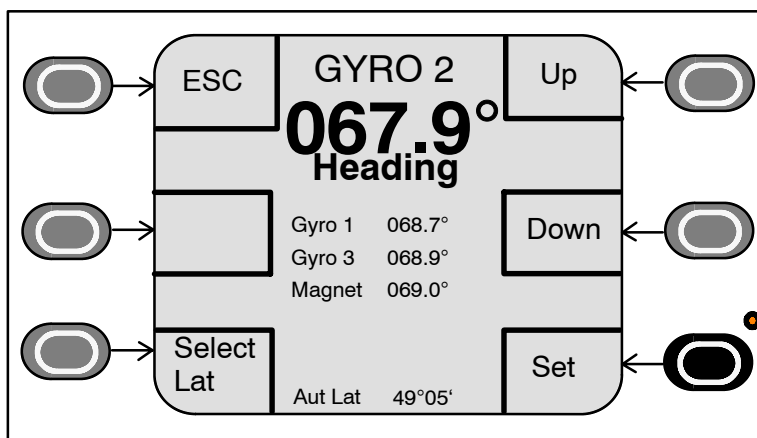 ESC
GYRO 2
Up
067.9°
Heading
Gyro 1 068.7°
Down
Gyro 3 068.9°
Magnet 069.0°
Select
Lat
Set
Aut Lat 49°05‘